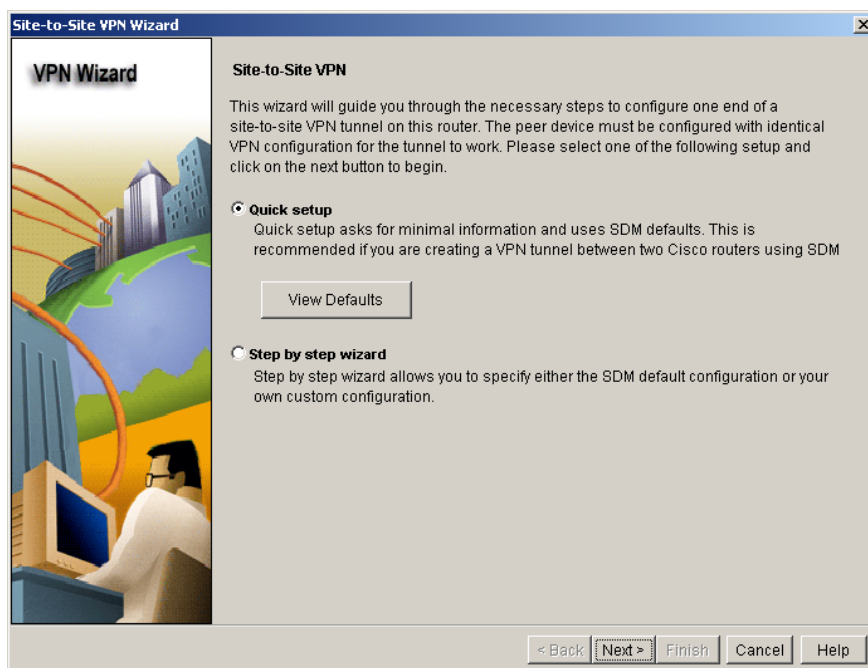 Site-to-Site VPN Wizard
VPN Wizard
Site-to-Site VPN
This wizard will guide you through the necessary steps to configure one end of a
site-to-site VPN tunnel on this router. The peer device must be configured with identical
VPN configuration for the tunnel to work. Please select one of the following setup and
click on the next button to begin.
Quick setup
Quick setup asks for minimal information and uses SDM defaults. This is
recommended if you are creating a VPN tunnel between two Cisco routers using SDM
View Defaults
Step by step wizard
Step by step wizard allows you to specify either the SDM default configuration or your
own custom configuration.
< Back Next > Finish Cancel Help